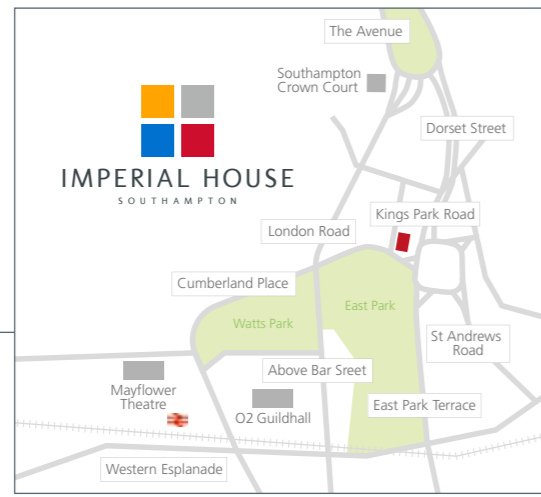 The Avenue
Southampton
Crown Court
Dorset Street
IMPERIAL HOUSE
SOUTHAMPTON
Kings Park Road
London Road
Cumberland Place
East Park
Watts Park
St Andrews
Road
Above Bar Sreet
Mayflower
Theatre
O2 Guildhall
East Park Terrace
Western Esplanade